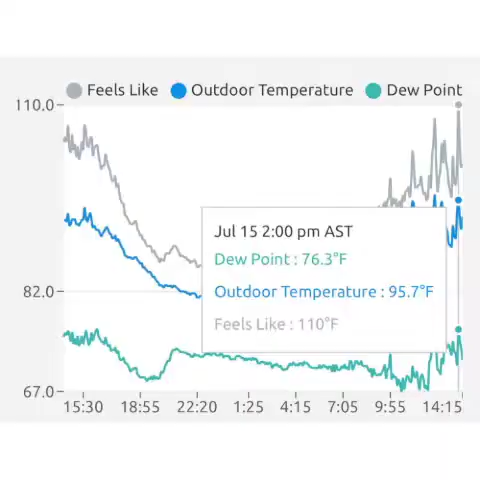 Feels Like Outdoor Temperature Dew Point
110.0
82.0
67.0
Jul 15 2:00 pm AST
Dew Point : 76.3°F
Outdoor Temperature : 95.7°F
Feels Like : 110°F
15:30 18:55 22:20 1:25 4:15 7:05 9:55 14:15